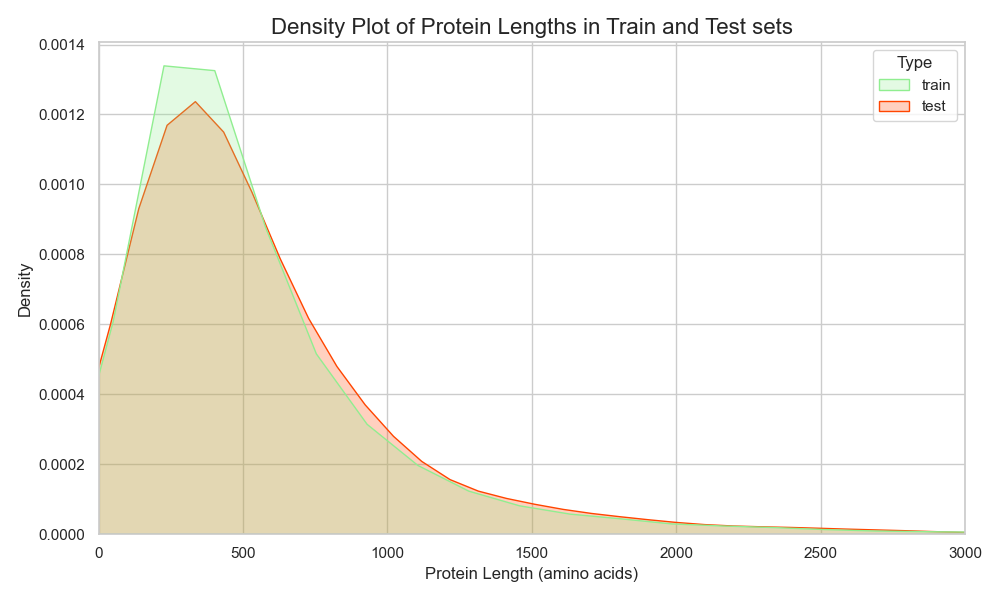 Density Plot of Protein Lengths in Train and Test sets
0.0014
0.0012
0.0010
0.0008
0.0006
0.0004
0.0002
0.0000
Density
Type
train
test
0 500 1000 1500 2000 2500 3000
Protein Length (amino acids)